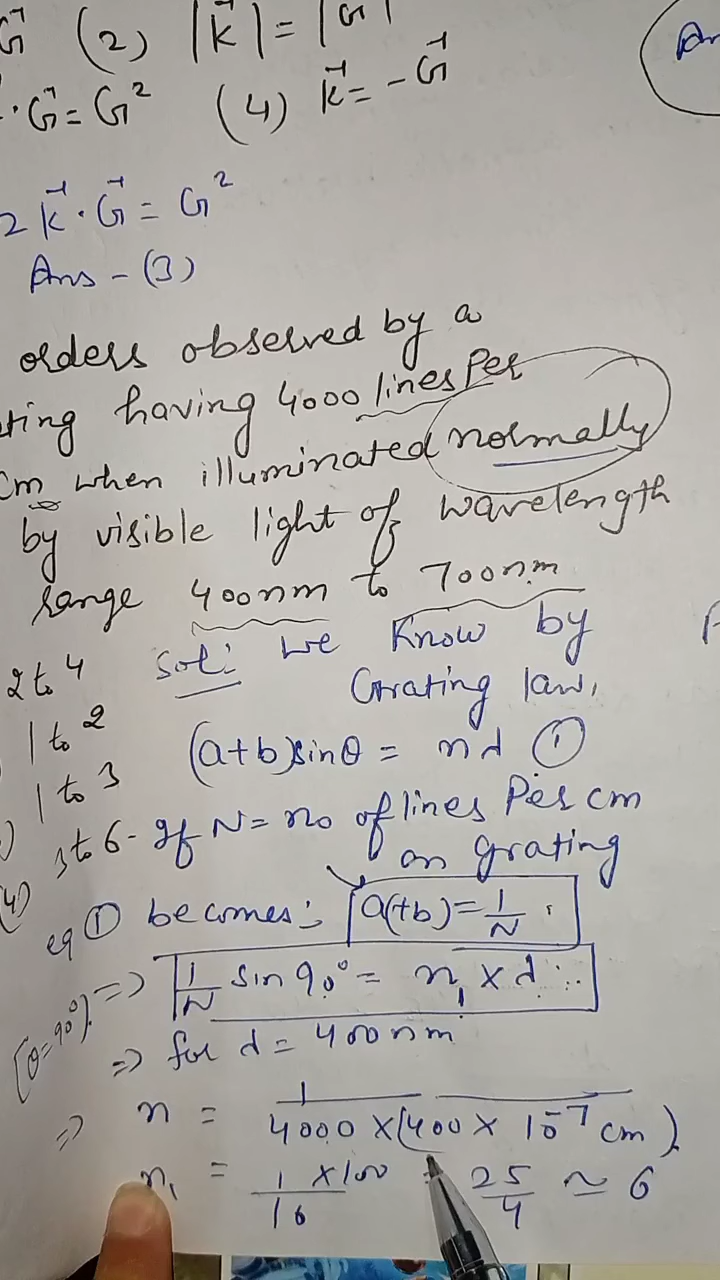 G⃗ (2) |k⃗| = |G|
. G⃗ = G² (4) k⃗ = -G⃗
An
2k⃗ . G⃗ = G²
Ans - (3)
orders observed by a
ting having 4000 lines Per
cm when illuminated normally
by visible light of wavelength
range 400nm to 700nm
2 to 4 Sol: we know by
Grating law,
1 to 2 (a+b)sinθ = nλ ①
1 to 3
3 to 6 - If N = no of lines Per cm
on grating
(4)
eq ① becomes:- a(+b) = 1/N .
[θ=90°] => 1/N sin 90° = n₁ × λ ...
=> for λ = 400nm
=> n = 1/4000 × (400 × 10⁻⁷ cm)
n₁ = 1/16 × 100 25/4 ≃ 6